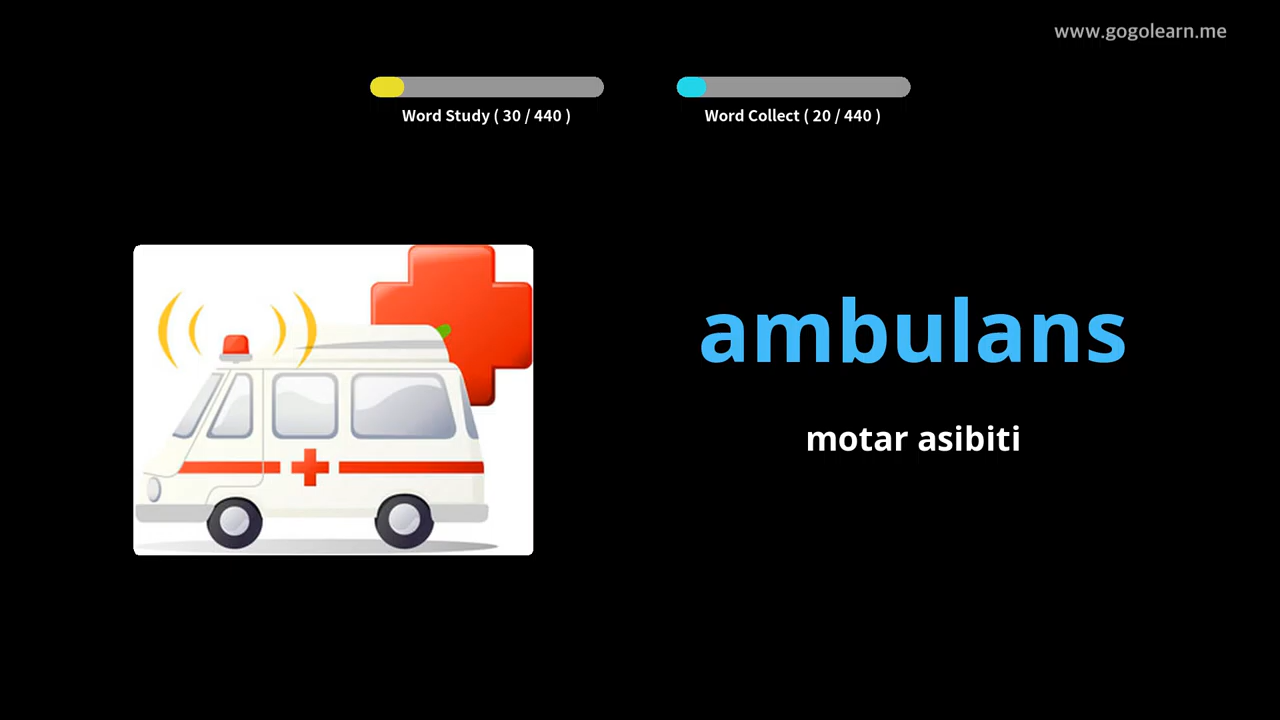 www.gogolearn.me
Word Study ( 30 / 440 )
Word Collect ( 20 / 440 )
ambulans
motar asibiti